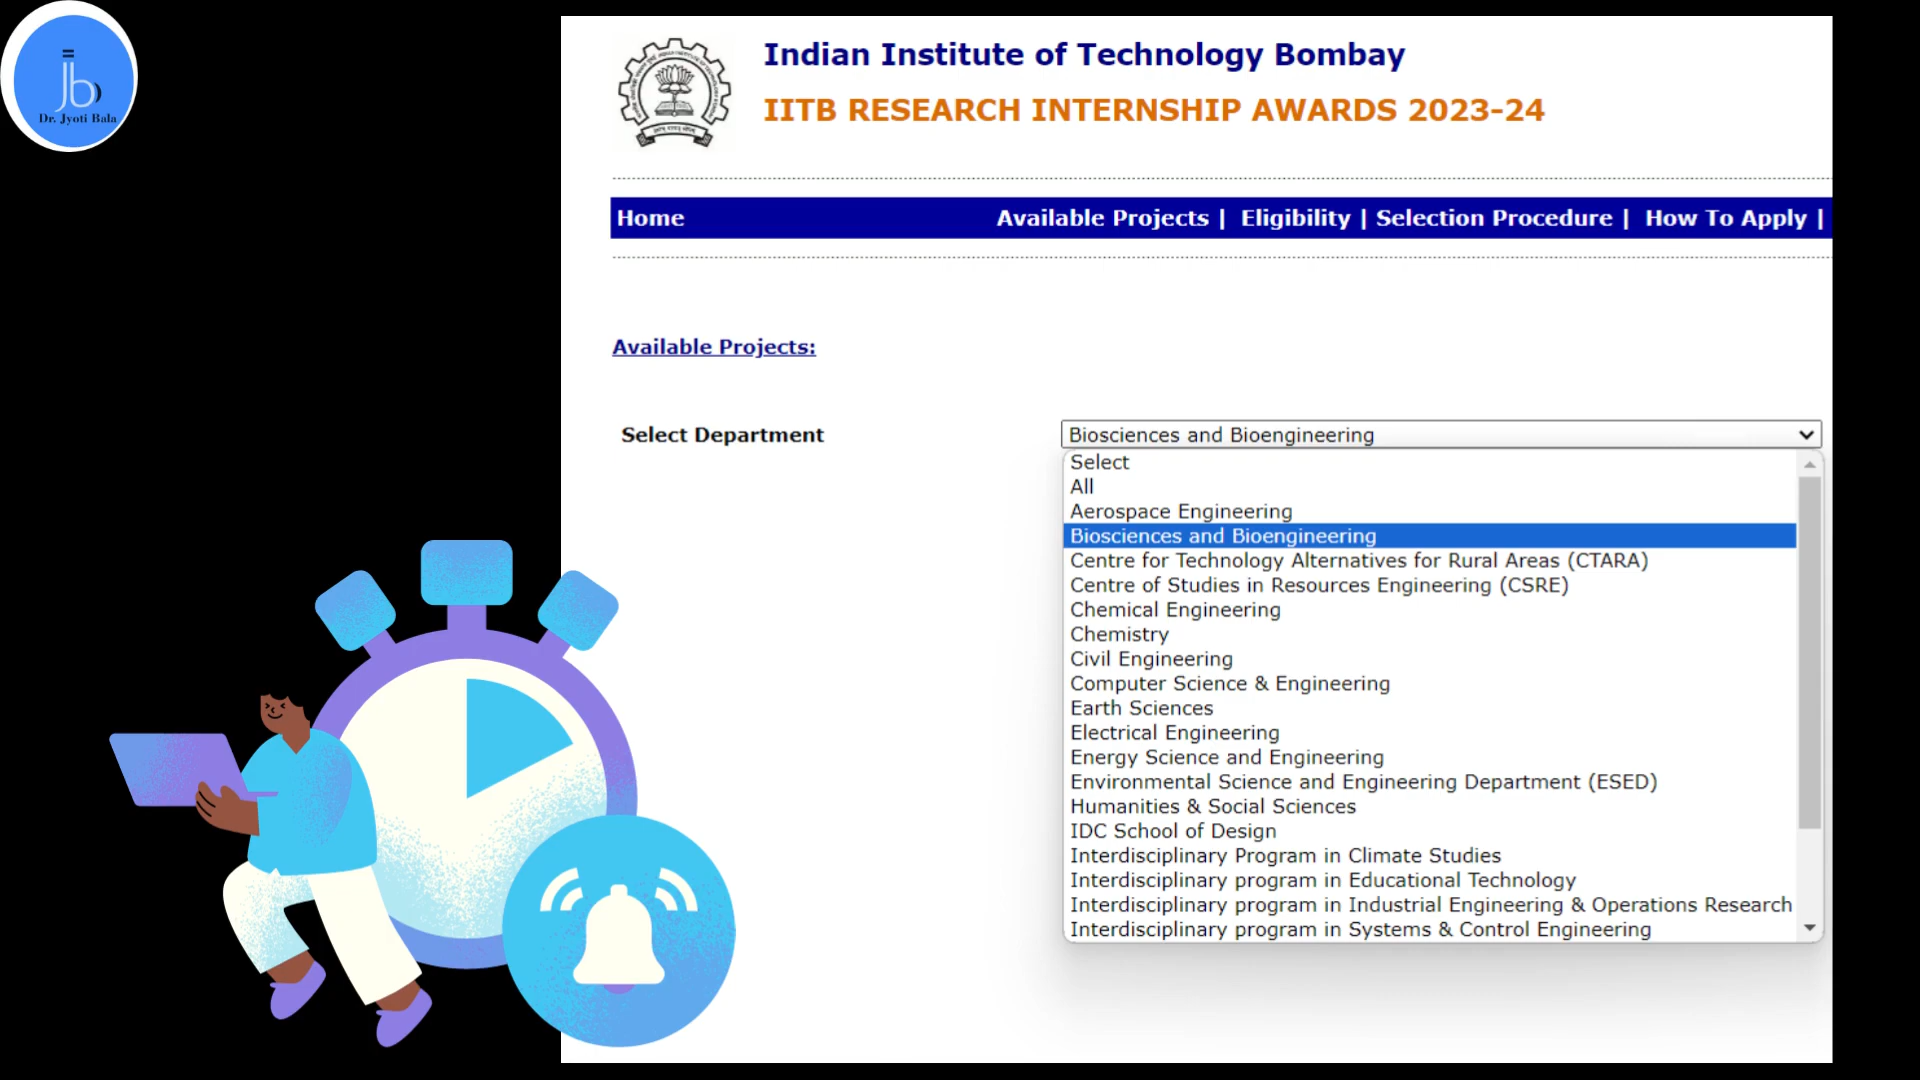 jb
Dr. Jyoti Bala
Indian Institute of Technology Bombay
IITB RESEARCH INTERNSHIP AWARDS 2023-24
Home Available Projects | Eligibility | Selection Procedure | How To Apply |
Available Projects:
Select Department
Biosciences and Bioengineering
Select
All
Aerospace Engineering
Biosciences and Bioengineering
Centre for Technology Alternatives for Rural Areas (CTARA)
Centre of Studies in Resources Engineering (CSRE)
Chemical Engineering
Chemistry
Civil Engineering
Computer Science & Engineering
Earth Sciences
Electrical Engineering
Energy Science and Engineering
Environmental Science and Engineering Department (ESED)
Humanities & Social Sciences
IDC School of Design
Interdisciplinary Program in Climate Studies
Interdisciplinary program in Educational Technology
Interdisciplinary program in Industrial Engineering & Operations Research
Interdisciplinary program in Systems & Control Engineering